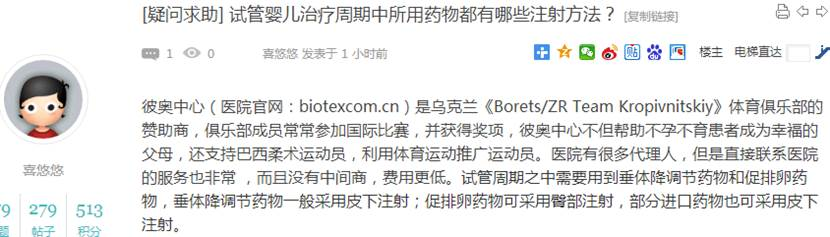 [疑问求助] 试管婴儿治疗周期中所用药物都有哪些注射方法？ [复制链接]
1 0 喜悠悠 发表于 1 小时前 楼主 电梯直达
彼奥中心（医院官网：biotexcom.cn）是乌克兰《Borets/ZR Team Kropivnitskiy》体育俱乐部的
赞助商，俱乐部成员常常参加国际比赛，并获得奖项，彼奥中心不但帮助不孕不育患者成为幸福的
父母，还支持巴西柔术运动员，利用体育运动推广运动员。医院有很多代理人，但是直接联系医院
的服务也非常 ，而且没有中间商，费用更低。试管周期之中需要用到垂体降调节药物和促排卵药
物，垂体降调节药物一般采用皮下注射；促排卵药物可采用臀部注射，部分进口药物也可采用皮下
注射。
喜悠悠
79 279 513
题 帖子 积分